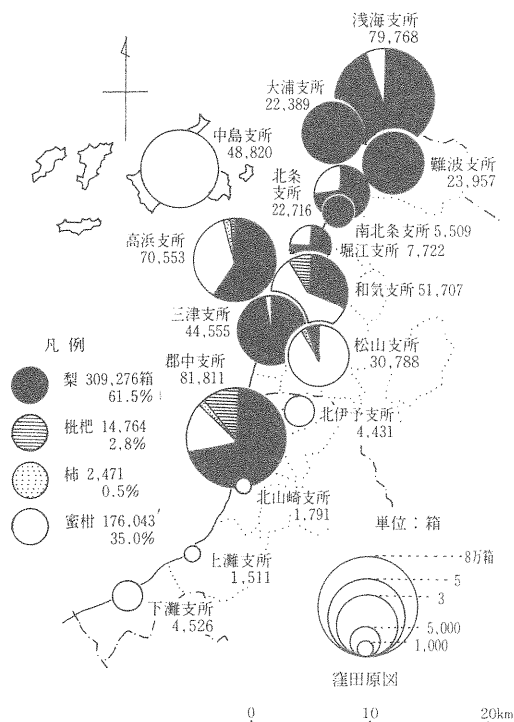 浅海支所
79,768
大浦支所
22,389
中島支所
48,820
難波支所
23,957
北条
支所
22,716
南北条支所 5,509
堀江支所 7,722
高浜支所
70,553
和気支所 51,707
三津支所
44,555
松山支所
30,788
凡例
郡中支所
81,811
梨 309,276箱
61.5%
北伊予支所
4,431
枇杷 14,764
2.8%
柿 2,471
0.5%
北山崎支所
1,791
蜜柑 176,043
35.0%
単位：箱
上灘支所
1,511
8万箱
5
3
下灘支所
4,526
5,000
1,000
窪田原図
0 10 20km